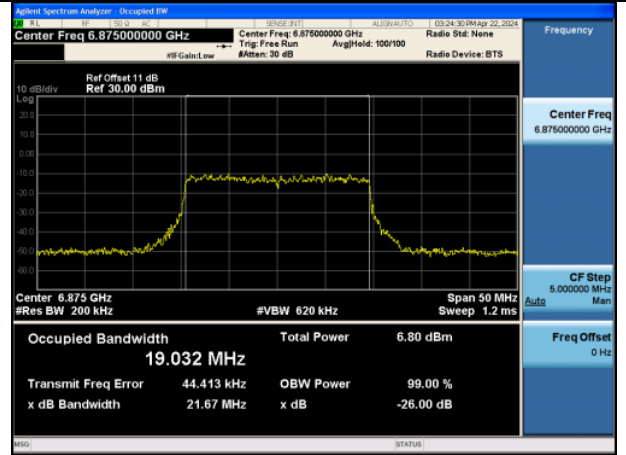 Agilent Spectrum Analyzer - Occupied BW
RL RF 50 Ω AC SENSE:INT ALIGNAUTO 03:24:30 PM Apr 22, 2024
Center Freq 6.875000000 GHz
Center Freq: 6.875000000 GHz
Radio Std: None
Trig: Free Run Avg|Hold: 100/100
#IFGain:Low #Atten: 30 dB Radio Device: BTS
Ref Offset 11 dB
10 dB/div Ref 30.00 dBm
Log
20.0
10.0
0.00
-10.0
-20.0
-30.0
-40.0
-50.0
-60.0
Center 6.875 GHz Span 50 MHz
#Res BW 200 kHz #VBW 620 kHz Sweep 1.2 ms
Occupied Bandwidth Total Power 6.80 dBm
19.032 MHz
Transmit Freq Error 44.413 kHz OBW Power 99.00 %
x dB Bandwidth 21.67 MHz x dB -26.00 dB
MSG STATUS
Frequency
Center Freq
6.875000000 GHz
CF Step
5.000000 MHz
Auto Man
Freq Offset
0 Hz